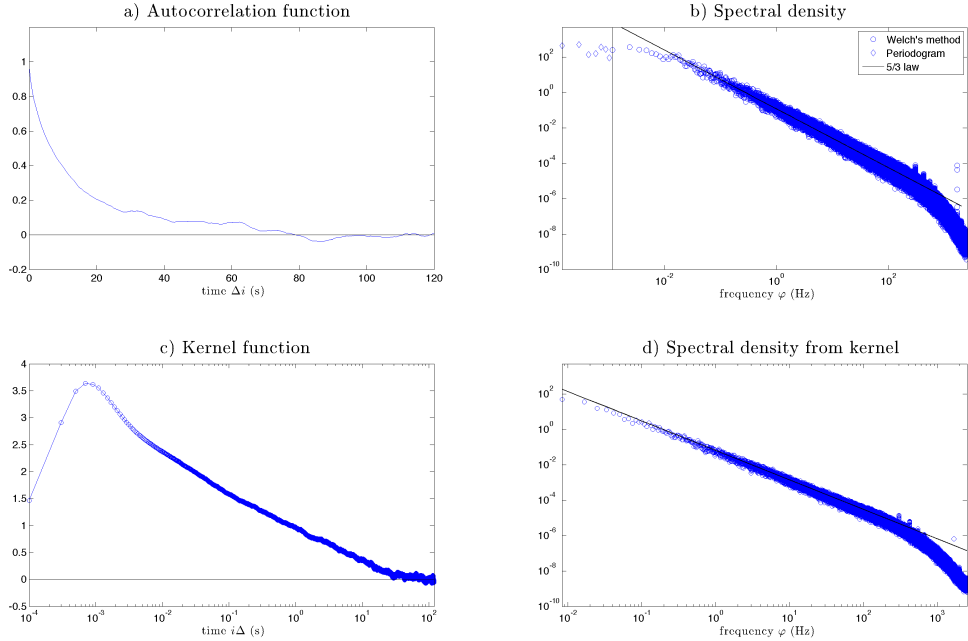 a) Autocorrelation function
1
0.8
0.6
0.4
0.2
0
-0.2
0 20 40 60 80 100 120
time Δi (s)
b) Spectral density
Welch's method
Periodogram
5/3 law
10^2
10^0
10^-2
10^-4
10^-6
10^-8
10^-10
10^-2 10^0 10^2
frequency φ (Hz)
c) Kernel function
4
3.5
3
2.5
2
1.5
1
0.5
0
-0.5
10^-4 10^-3 10^-2 10^-1 10^0 10^1 10^2
time iΔ (s)
d) Spectral density from kernel
10^2
10^0
10^-2
10^-4
10^-6
10^-8
10^-10
10^-2 10^-1 10^0 10^1 10^2 10^3
frequency φ (Hz)